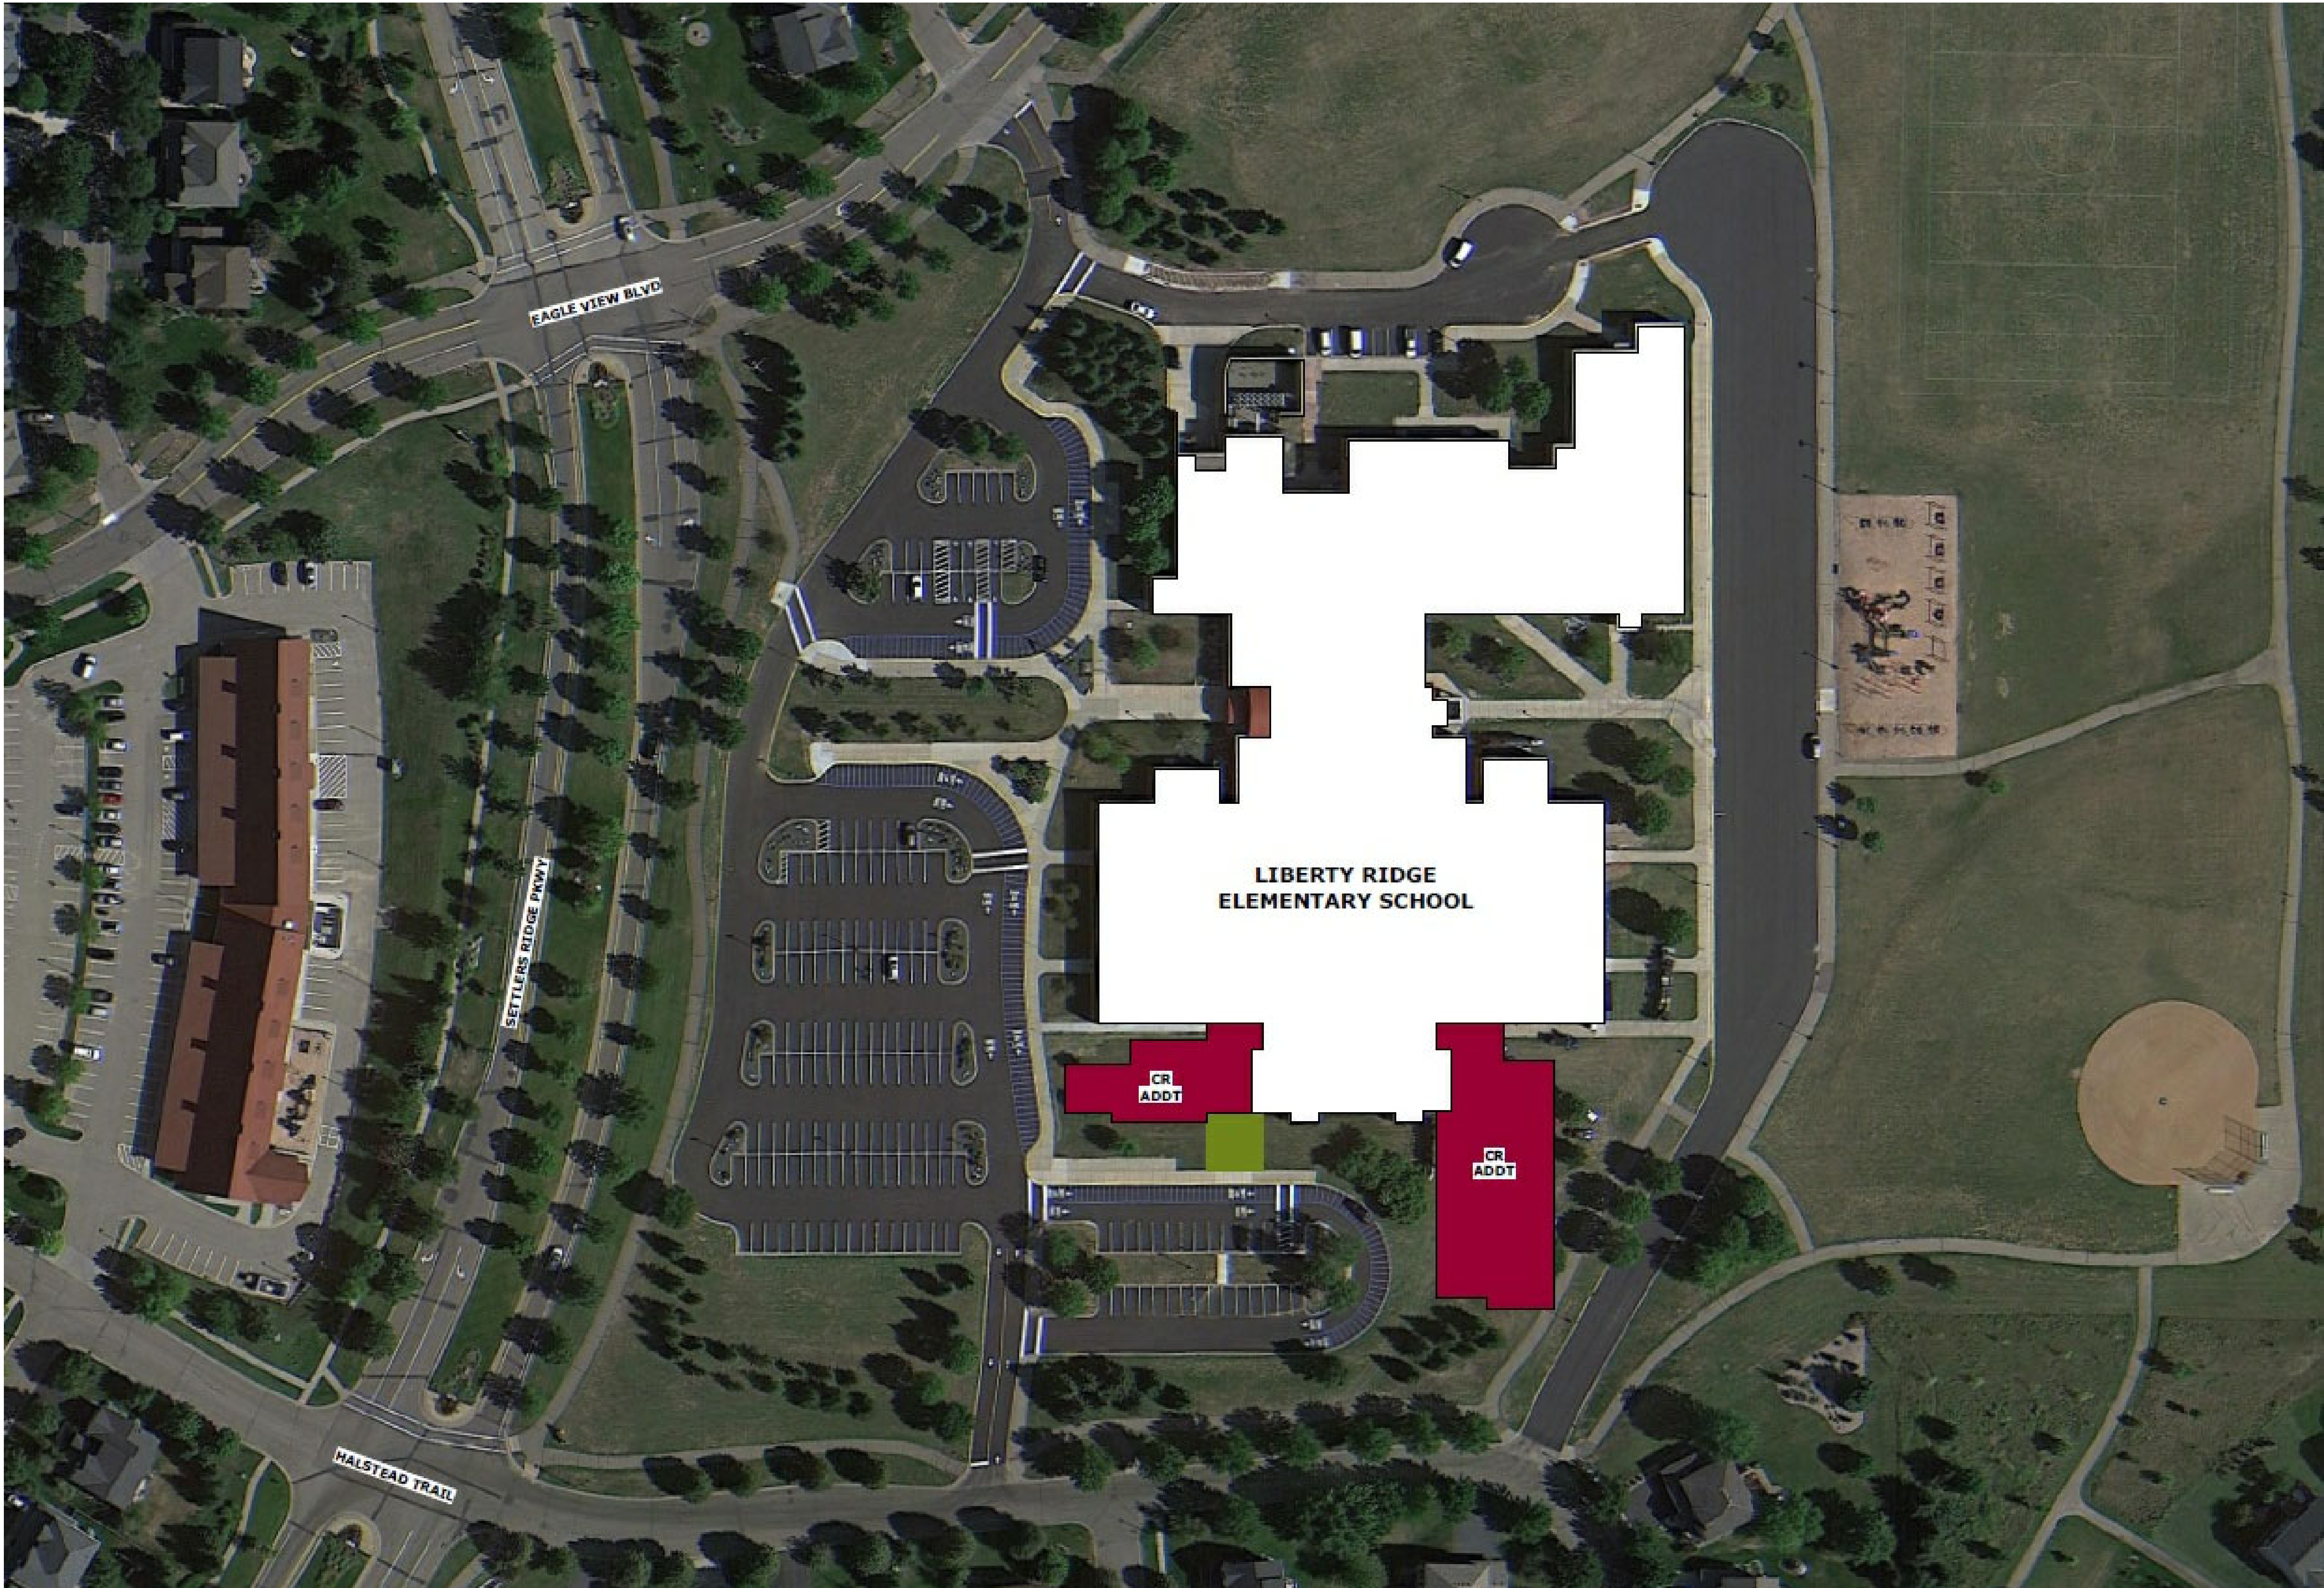 EAGLE VIEW BLVD
SETTLERS RIDGE PKWY
LIBERTY RIDGE
ELEMENTARY SCHOOL
CR
ADDT
CR
ADDT
HALSTEAD TRAIL